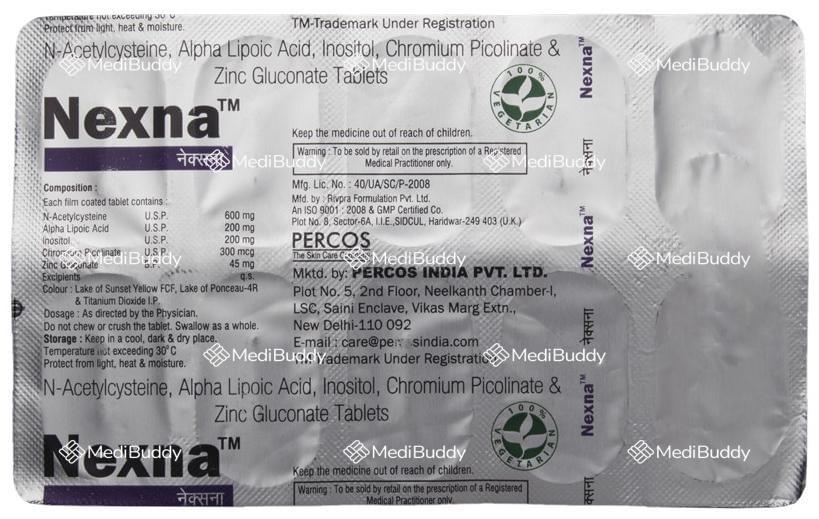 Temperature not exceeding 30°C
Protect from light, heat & moisture.
TM-Trademark Under Registration
N-Acetylcysteine, Alpha Lipoic Acid, Inositol, Chromium Picolinate &
Zinc Gluconate Tablets
Nexna™
नेक्सना
100%
VEGETARIAN
Keep the medicine out of reach of children.
Warning : To be sold by retail on the prescription of a Registered
Medical Practitioner only.
Composition :
Each film coated tablet contains :
N-Acetylcysteine U.S.P. 600 mg
Alpha Lipoic Acid U.S.P. 200 mg
Inositol U.S.P. 200 mg
Chromium Picolinate U.S.P. 300 mcg
Zinc Gluconate 45 mg
Excipients q.s.
Colour : Lake of Sunset Yellow FCF, Lake of Ponceau-4R
& Titanium Dioxide I.P.
Dosage : As directed by the Physician.
Do not chew or crush the tablet. Swallow as a whole.
Storage : Keep in a cool, dark & dry place.
Temperature not exceeding 30°C
Protect from light, heat & moisture.
Mfg. Lic. No. : 40/UA/SC/P-2008
Mfd. by : Rivpra Formulation Pvt. Ltd.
An ISO 9001 : 2008 & GMP Certified Co.
Plot No. 8, Sector-6A, I.I.E.,SIDCUL, Haridwar-249 403 (U.K.)
PERCOS
The Skin Care
Mktd. by: PERCOS INDIA PVT. LTD.
Plot No. 5, 2nd Floor, Neelkanth Chamber-I,
LSC, Saini Enclave, Vikas Marg Extn.,
New Delhi-110 092
E-mail : care@percosindia.com
TM-Trademark Under Registration
N-Acetylcysteine, Alpha Lipoic Acid, Inositol, Chromium Picolinate &
Zinc Gluconate Tablets
Nexna™
नेक्सना
100%
VEGETARIAN
Keep the medicine out of reach of children.
Warning : To be sold by retail on the prescription of a Registered
Medical Practitioner only.
Nexna™
नेक्सना
Nexna™
नेक्सना
Nexna™
नेक्सना
MediBuddy
MediBuddy
MediBuddy
MediBuddy
MediBuddy
MediBuddy
MediBuddy
MediBuddy
MediBuddy
MediBuddy
MediBuddy
MediBuddy
MediBuddy